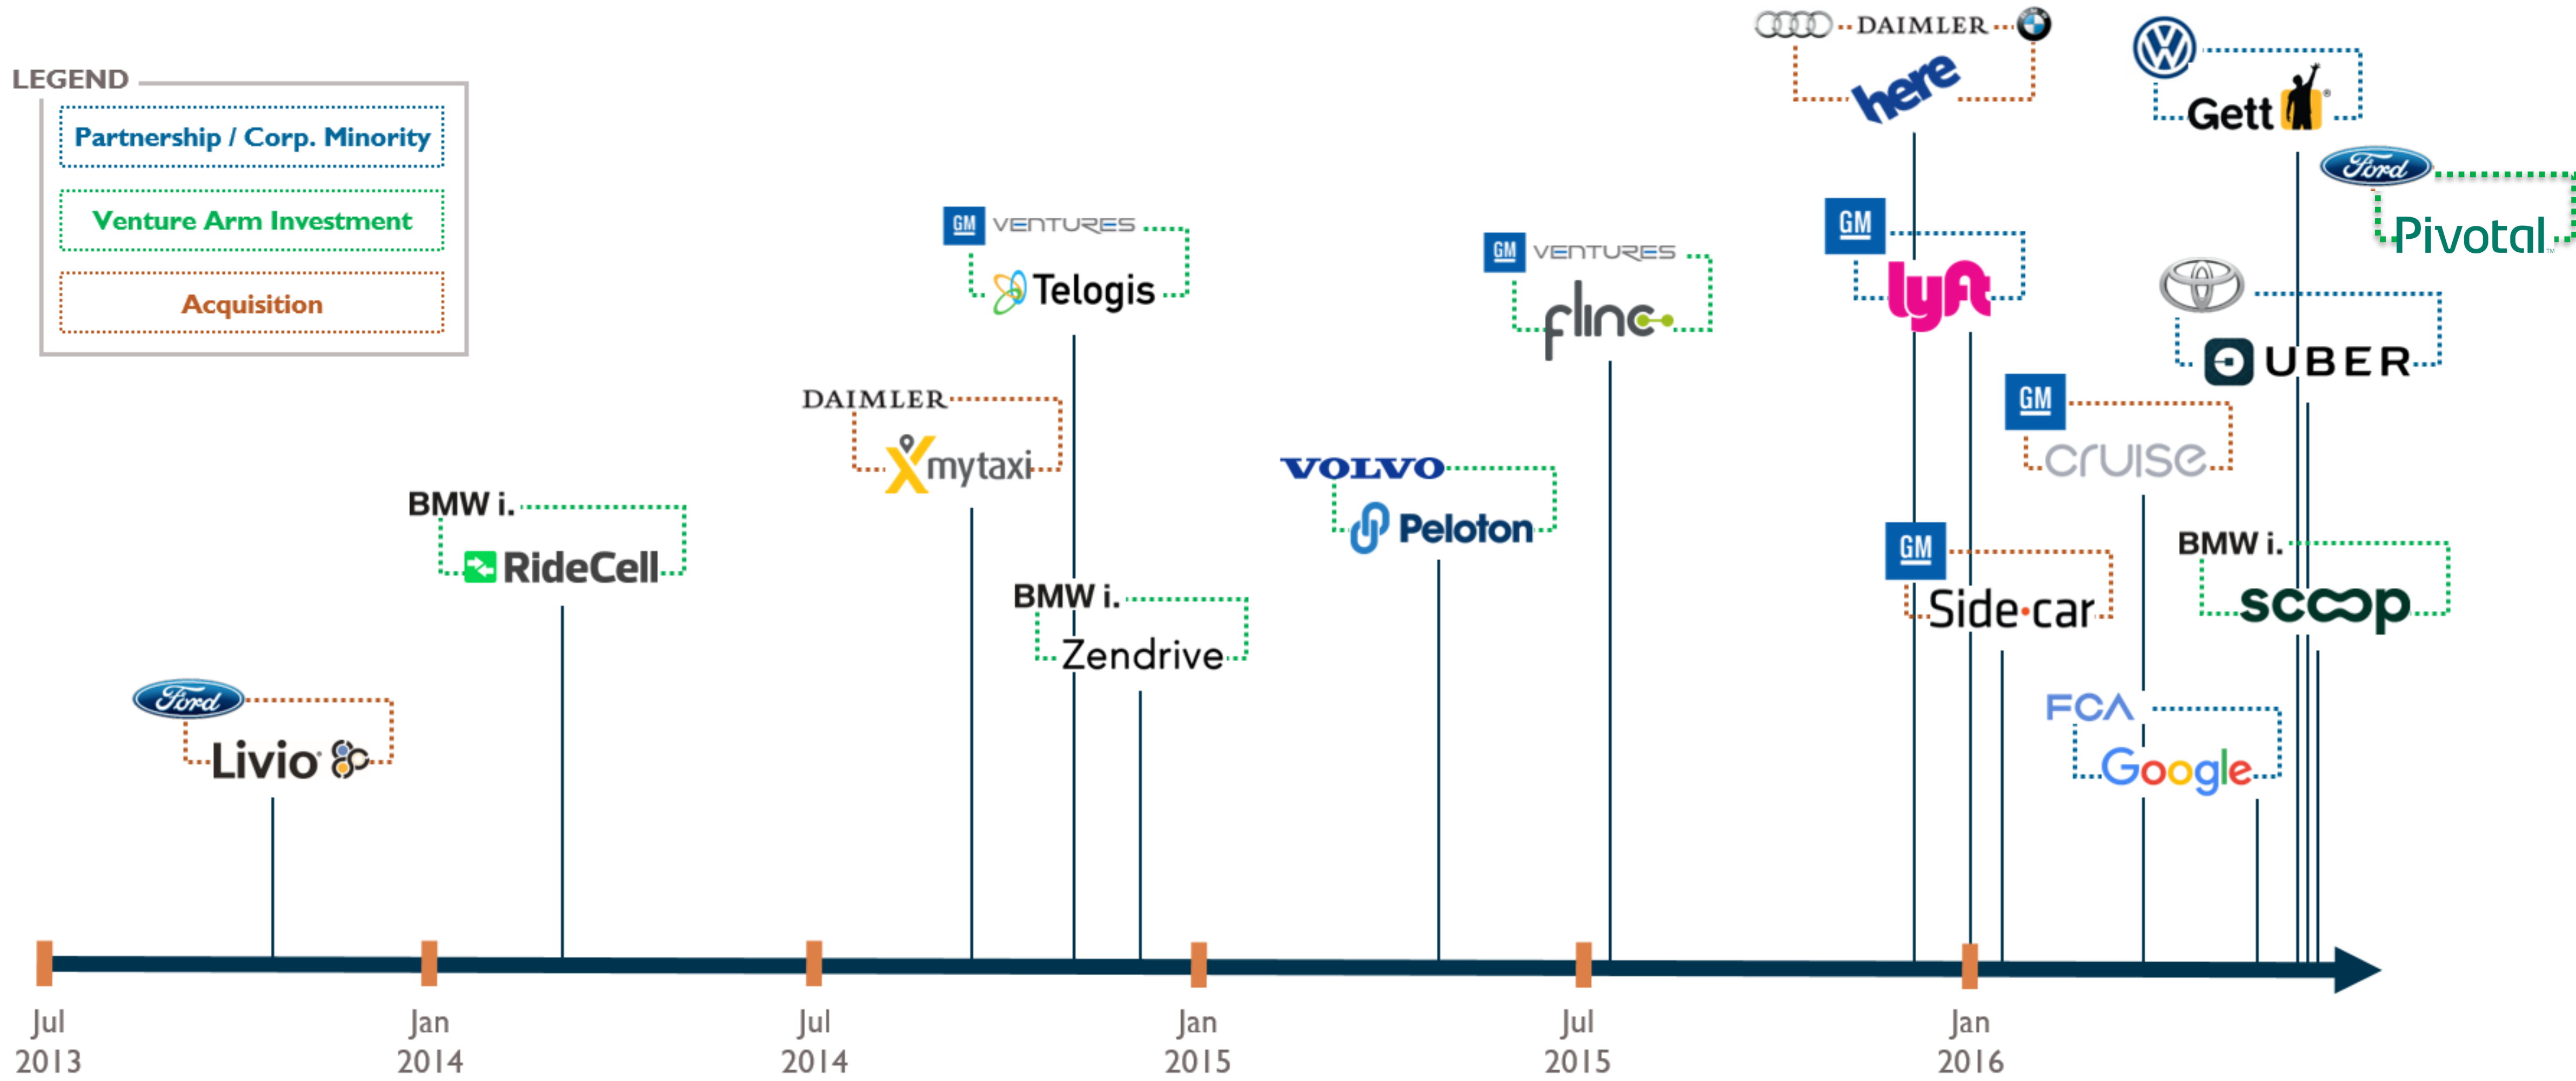 LEGEND
Partnership / Corp. Minority
Venture Arm Investment
Acquisition
Ford
Livio
BMW i.
RideCell
DAIMLER
mytaxi
GM VENTURES
Telogis
BMW i.
Zendrive
VOLVO
Peloton
GM VENTURES
flinc
DAIMLER
here
GM
lyft
GM
Side•car
GM
cruise
FCA
Google
VW
Gett®
Ford
Pivotal™
UBER
BMW i.
scoop
Jul
2013
Jan
2014
Jul
2014
Jan
2015
Jul
2015
Jan
2016